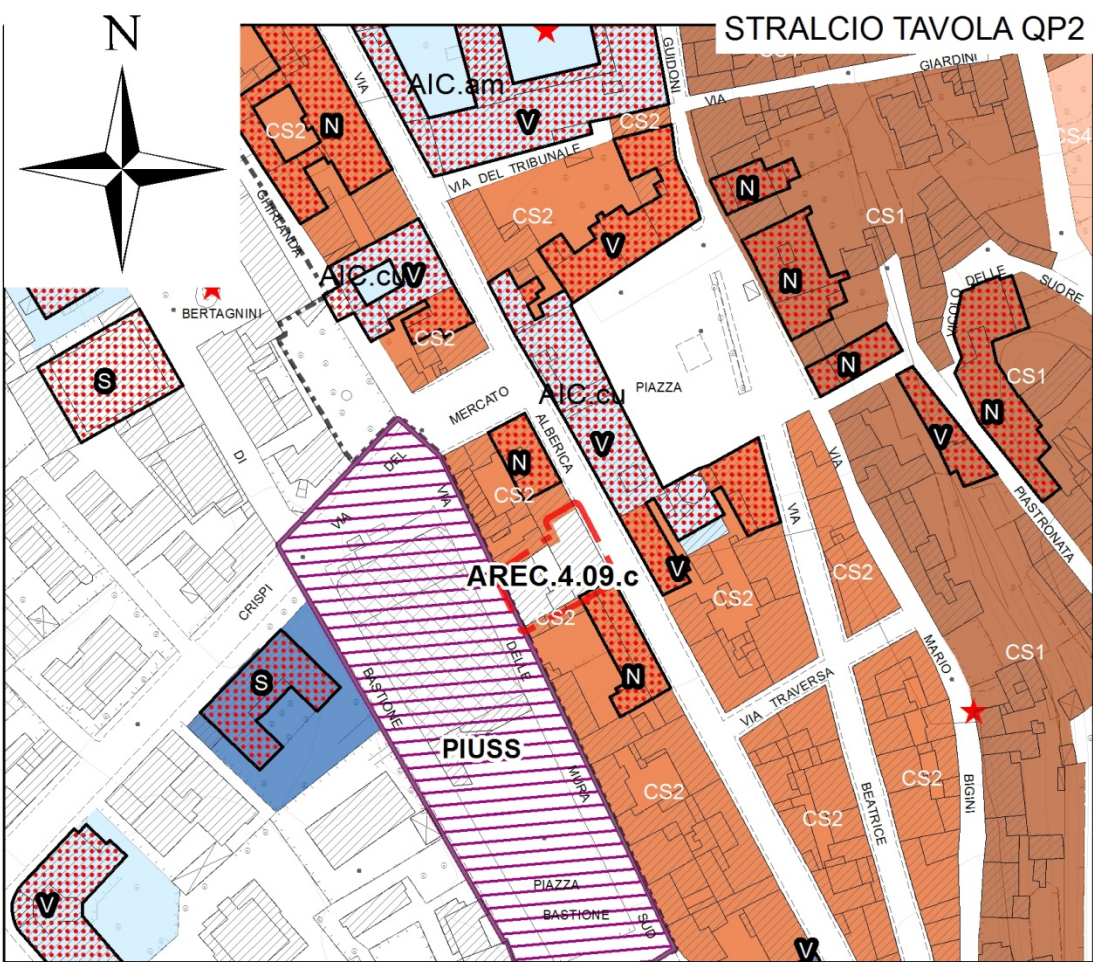 STRALCIO TAVOLA QP2
N
VIA
AIC.am
GUIDONI
CS1
GIARDINI
VIA
CS2
N
V
CS2
CS4
VIA DEL TRIBUNALE
N
CS2
CS1
GHIRLANDA
V
AIC.cu
V
N
VICOLO DELLE
SUORE
BERTAGNINI
CS2
S
PIAZZA
N
CS1
MERCATO
AIC.cu
ALBERICA
V
V
N
DEL
VIA
N
CS2
VIA
DI
VIA
VIA
PIASTRONATA
AREC.4.09.c
V
CS2
CS2
CS2
CRISPI
MARIO
CS1
DELLE
BASTIONE
S
N
VIA TRAVERSA
PIUSS
MURA
CS2
CS2
CS2
BEATRICE
BIGINI
V
PIAZZA
BASTIONE
SUD
V